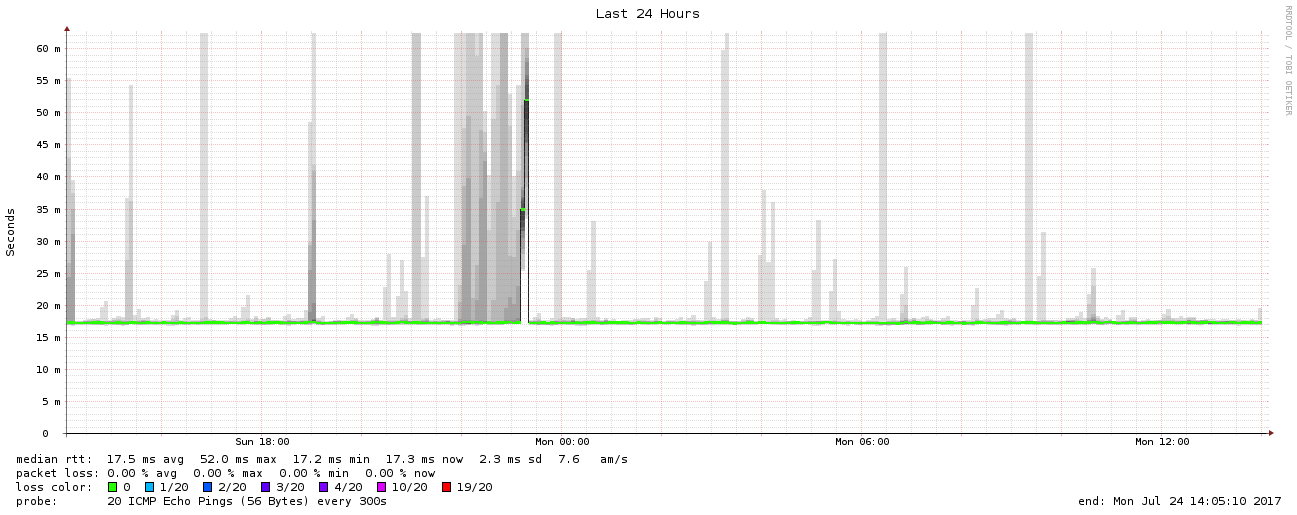 Last 24 Hours
RRDTOOL / TOBI OETIKER
Seconds
60 m
55 m
50 m
45 m
40 m
35 m
30 m
25 m
20 m
15 m
10 m
5 m
0
Sun 18:00 Mon 00:00 Mon 06:00 Mon 12:00
median rtt: 17.5 ms avg 52.0 ms max 17.2 ms min 17.3 ms now 2.3 ms sd 7.6 am/s
packet loss: 0.00 % avg 0.00 % max 0.00 % min 0.00 % now
loss color: 0 1/20 2/20 3/20 4/20 10/20 19/20
probe: 20 ICMP Echo Pings (56 Bytes) every 300s end: Mon Jul 24 14:05:10 2017